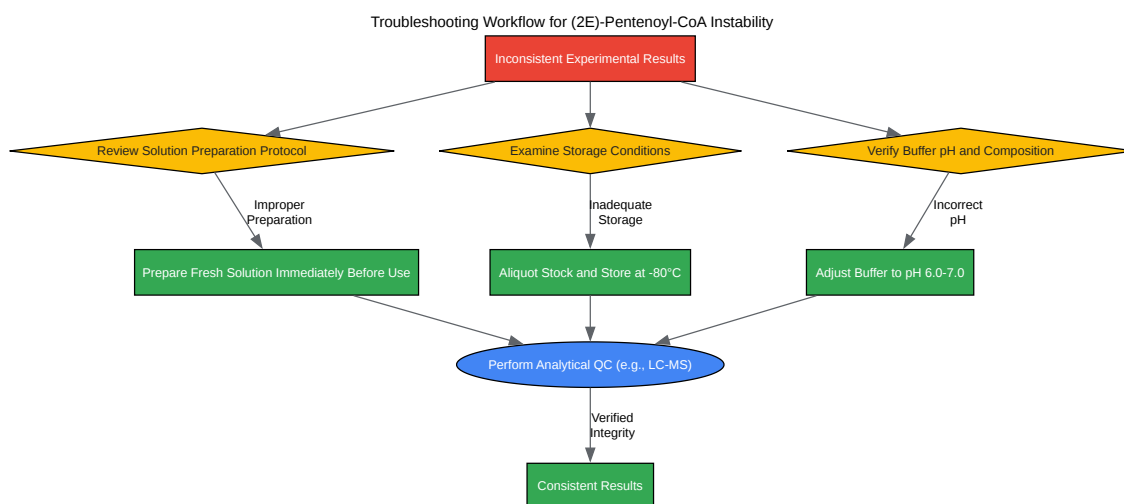 Troubleshooting Workflow for (2E)-Pentenoyl-CoA Instability
Inconsistent Experimental Results
Review Solution Preparation Protocol
Examine Storage Conditions
Verify Buffer pH and Composition
Improper
Preparation
Inadequate
Storage
Incorrect
pH
Prepare Fresh Solution Immediately Before Use
Aliquot Stock and Store at -80°C
Adjust Buffer to pH 6.0-7.0
Perform Analytical QC (e.g., LC-MS)
Verified
Integrity
Consistent Results